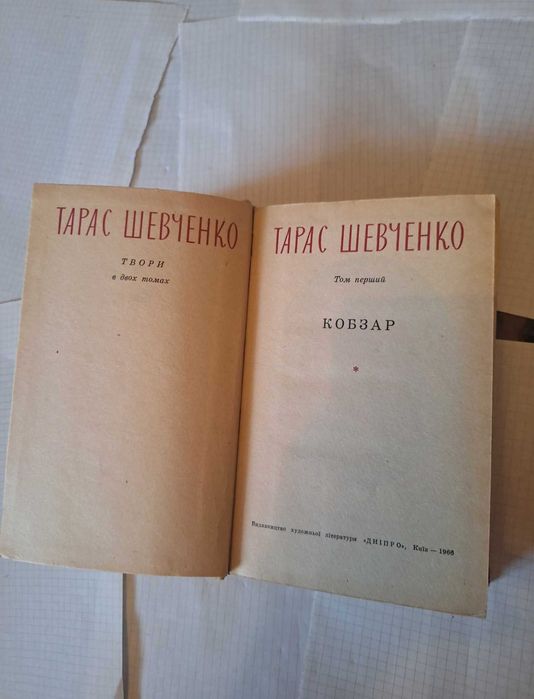 ТАРАС ШЕВЧЕНКО
ТВОРИ
в двох томах
ТАРАС ШЕВЧЕНКО
Том перший
КОБЗАР
*
Видавництво художньої літератури «ДНІПРО», Київ — 1966